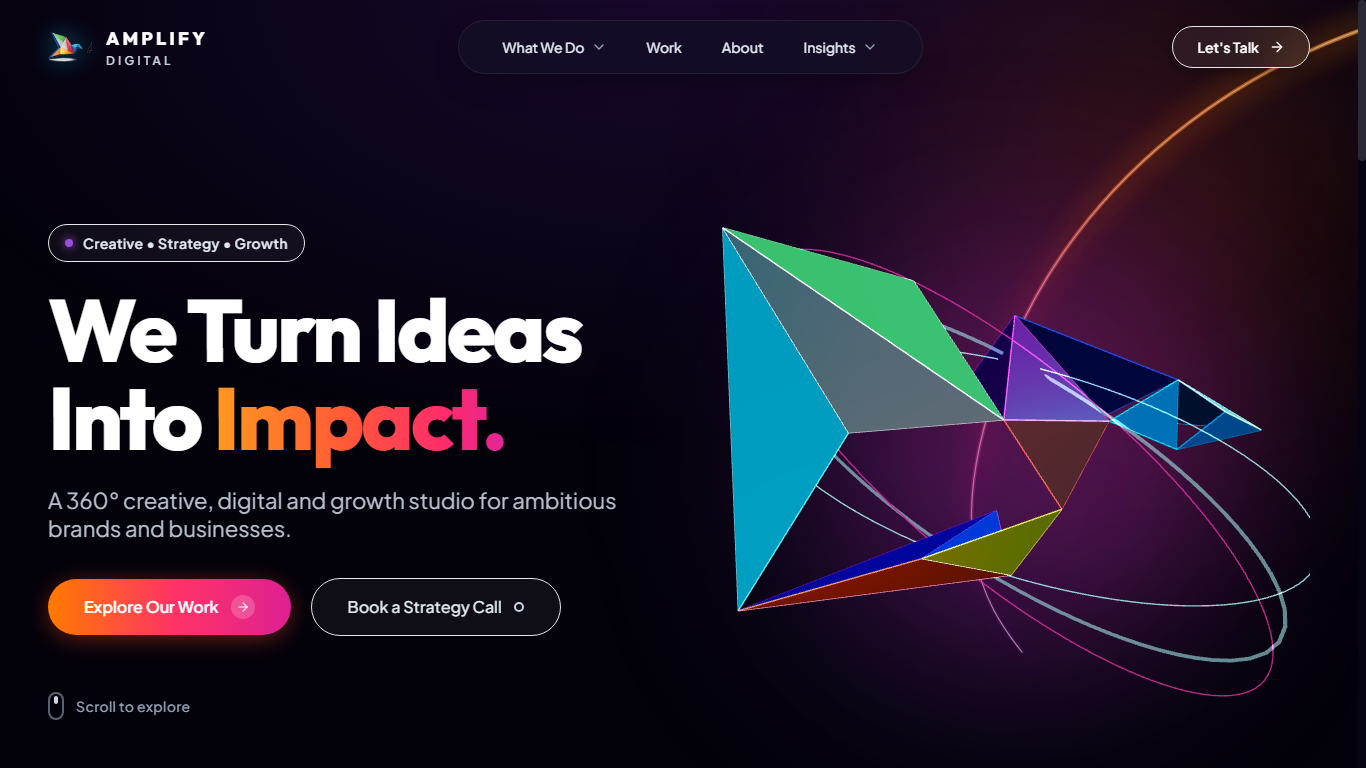 AMPLIFY
DIGITAL
What We Do
Work
About
Insights
Let's Talk
Creative • Strategy • Growth
We Turn Ideas
Into Impact.
A 360° creative, digital and growth studio for ambitious
brands and businesses.
Explore Our Work
Book a Strategy Call
Scroll to explore